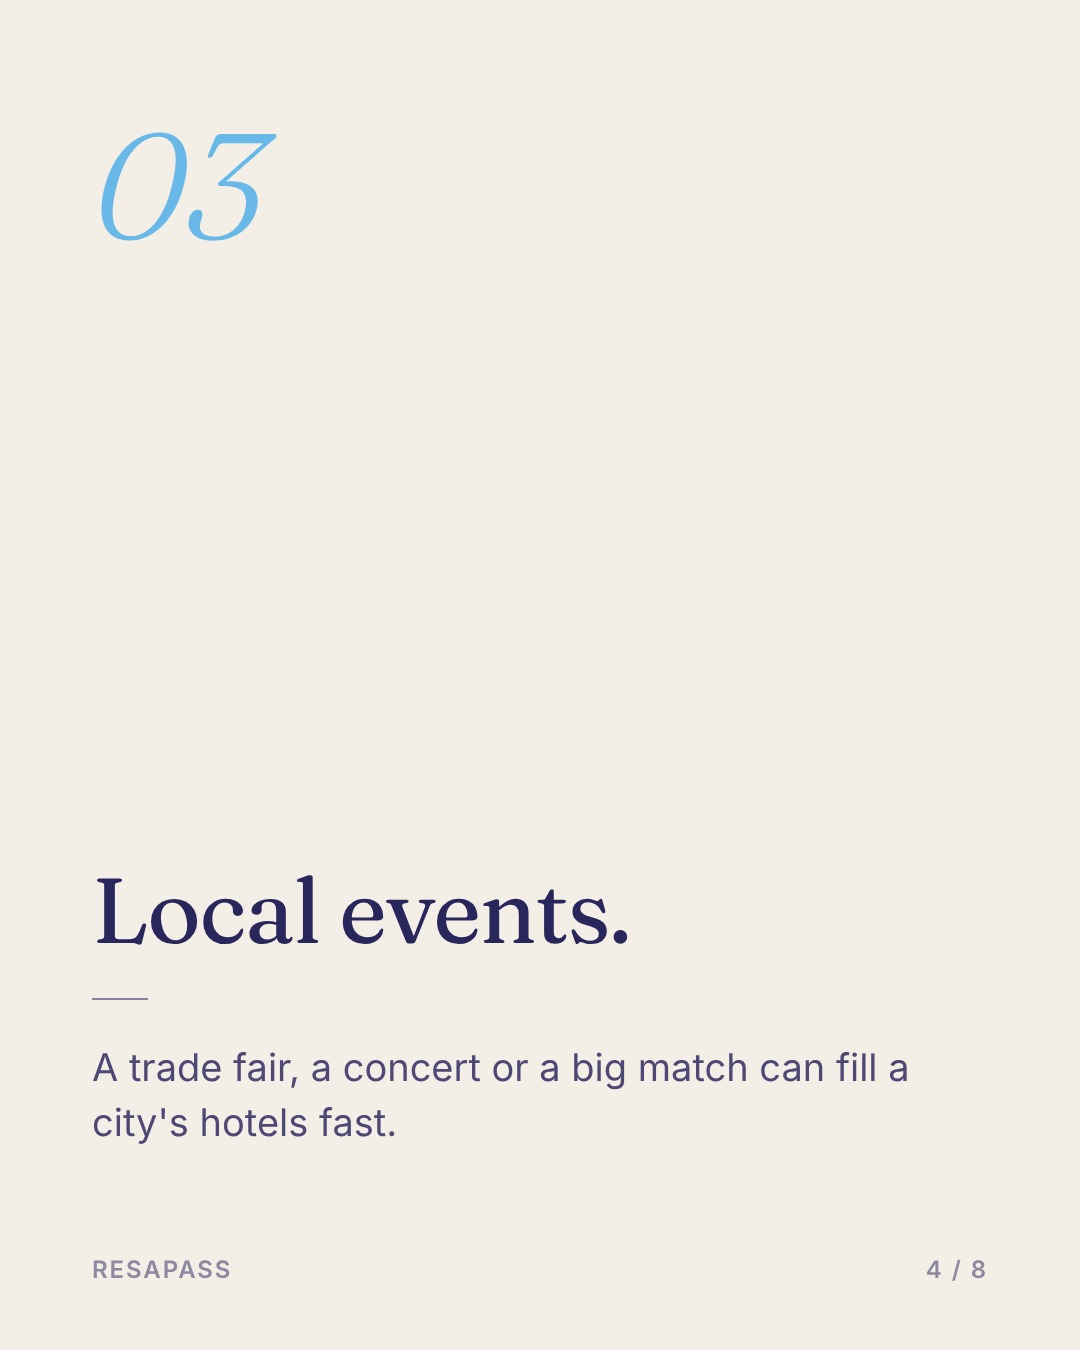 03
Local events.
A trade fair, a concert or a big match can fill a
city's hotels fast.
RESAPASS
4 / 8